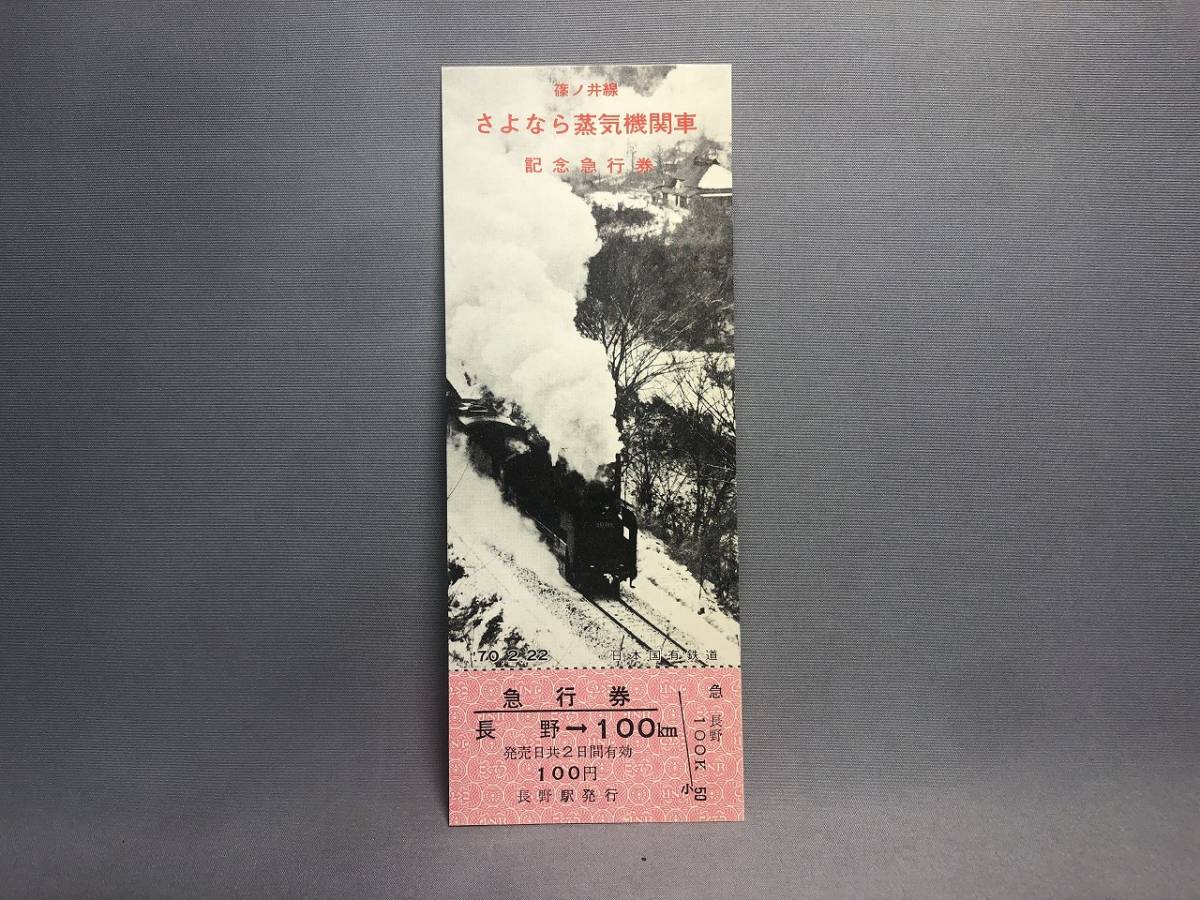 篠ノ井線
さよなら蒸気機関車
記念急行券
'70.2.22
日本国有鉄道
急行券
長野→100km
発売日共2日間有効
100円
長野駅発行
急
長野
100K
小
50